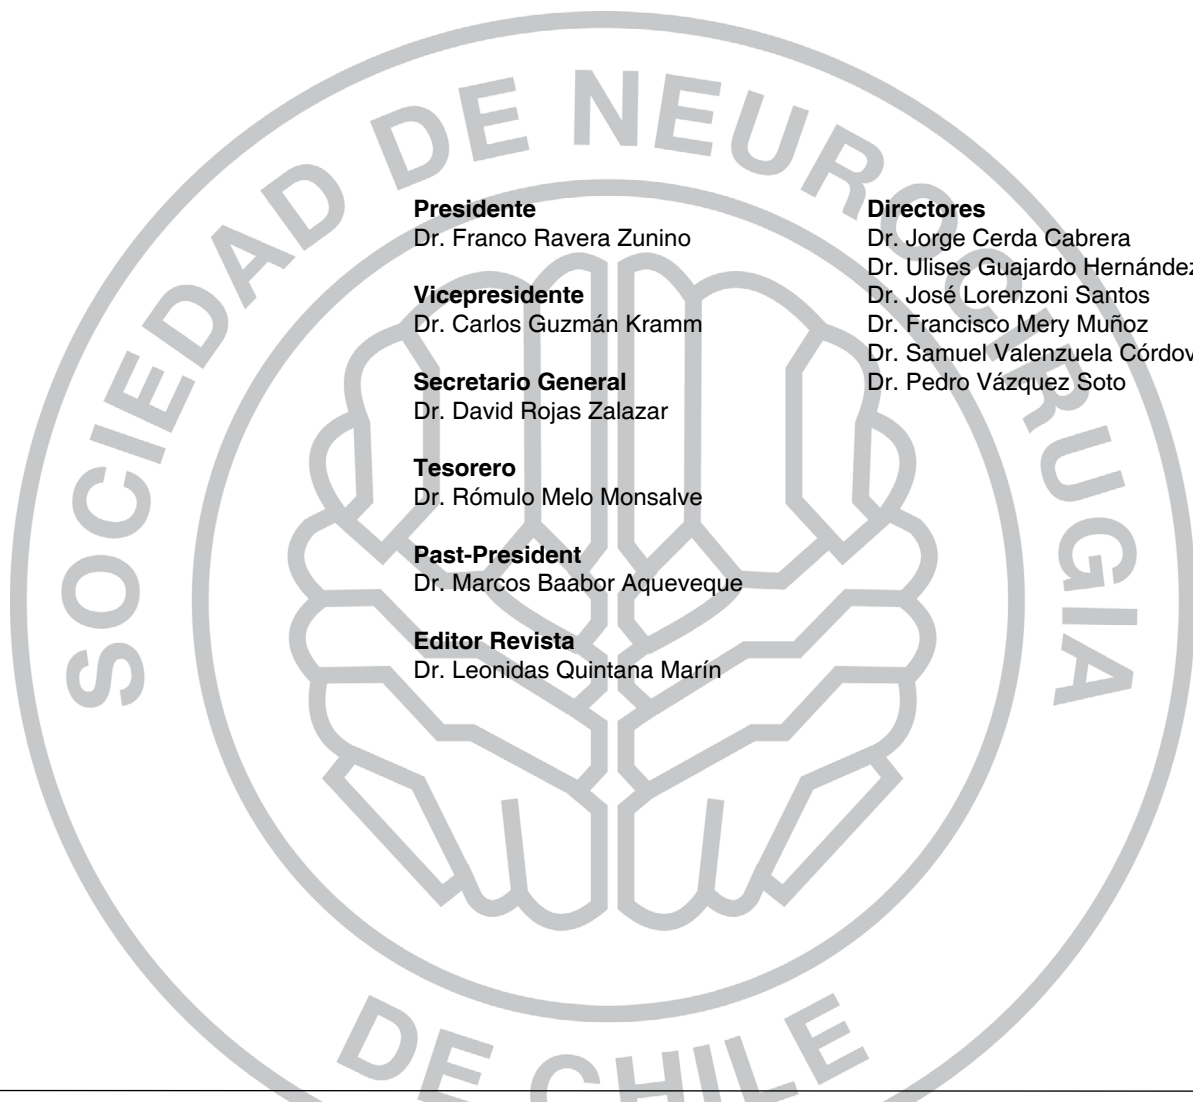 SOCIEDAD DE NEUROCIRUGIA
Presidente
Dr. Franco Ravera Zunino
Vicepresidente
Dr. Carlos Guzmán Kramm
Secretario General
Dr. David Rojas Zalazar
Tesorero
Dr. Rómulo Melo Monsalve
Past-President
Dr. Marcos Baabor Aqueveque
Editor Revista
Dr. Leonidas Quintana Marín
Directores
Dr. Jorge Cerda Cabrera
Dr. Ulises Guajardo Hernández
Dr. José Lorenzoni Santos
Dr. Francisco Mery Muñoz
Dr. Samuel Valenzuela Córdov
Dr. Pedro Vázquez Soto
DE CHILE